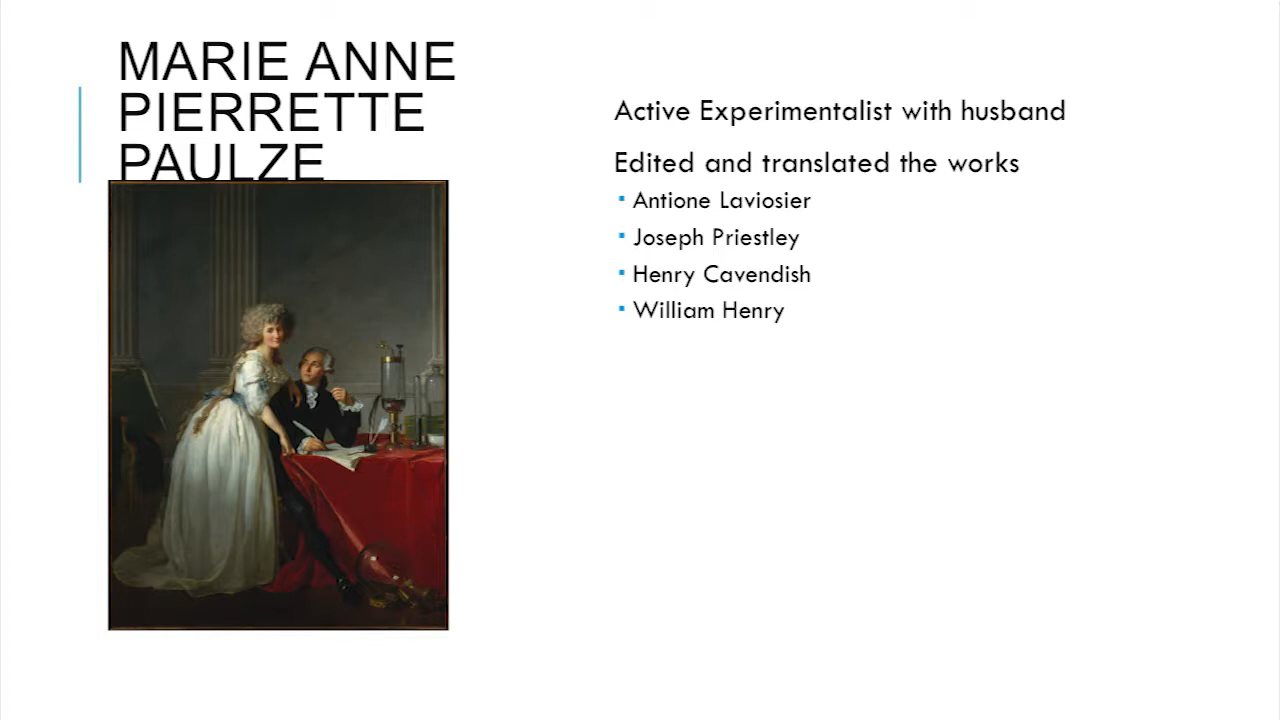 MARIE ANNE
PIERRETTE
PAULZE
Active Experimentalist with husband
Edited and translated the works
Antione Laviosier
Joseph Priestley
Henry Cavendish
William Henry